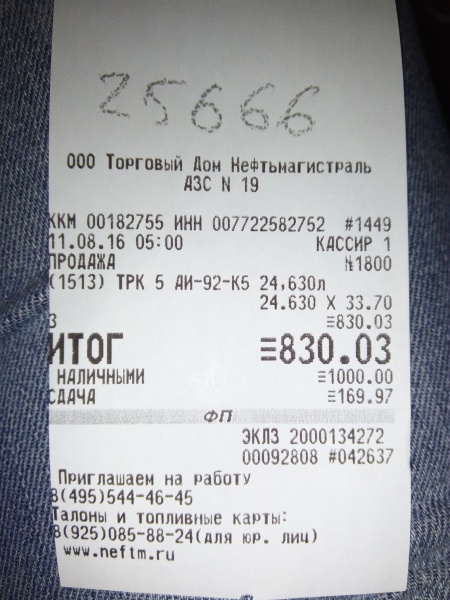 25666
ООО Торговый Дом Нефтьмагистраль
АЗС N 19
ККМ 00182755 ИНН 007722582752 #1449
11.08.16 05:00 КАССИР 1
ПРОДАЖА №1800
(1513) ТРК 5 АИ-92-К5 24,630л
24.630 X 33.70
3 ≡830.03
ИТОГ ≡830.03
НАЛИЧНЫМИ ≡1000.00
СДАЧА ≡169.97
ФП
ЭКЛЗ 2000134272
00092808 #042637
Приглашаем на работу
8(495)544-46-45
Талоны и топливные карты:
8(925)085-88-24(для юр. лиц)
www.neftm.ru